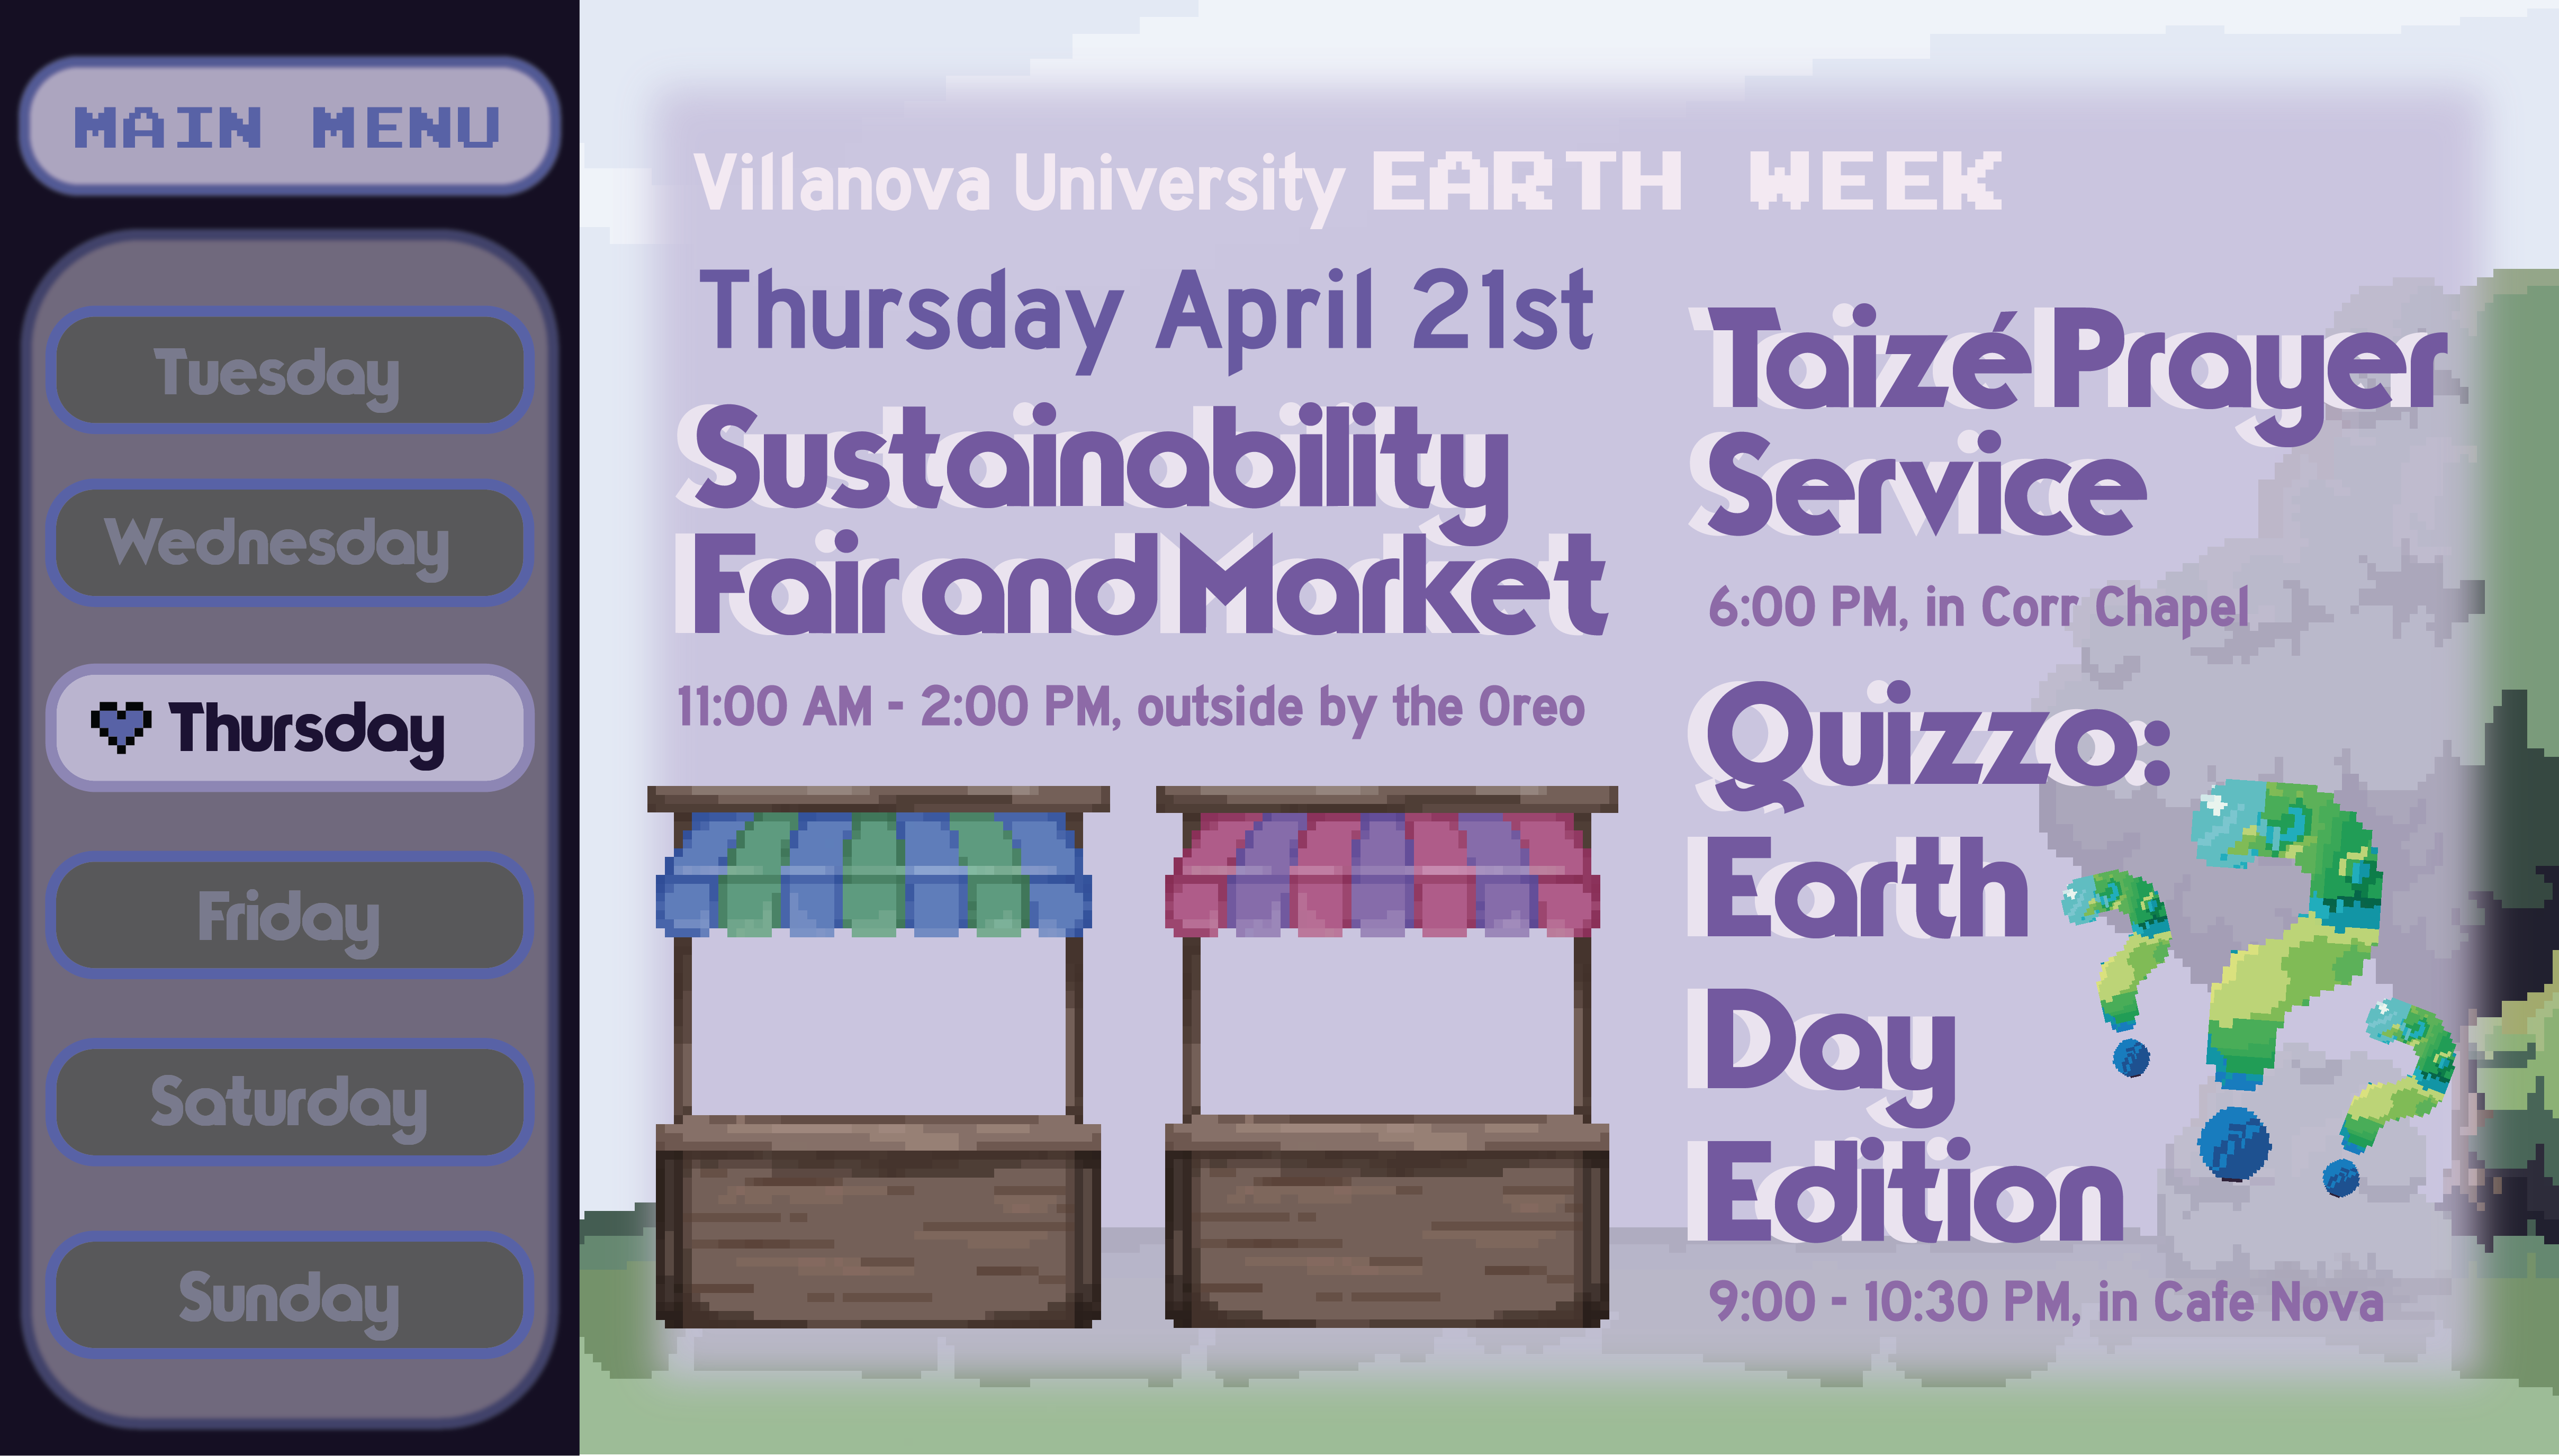 MAIN MENU
Tuesday
Wednesday
Thursday
Friday
Saturday
Sunday
Villanova University EARTH WEEK
Thursday April 21st
Sustainability
Fair and Market
11:00 AM - 2:00 PM, outside by the Oreo
Taizé Prayer
Service
6:00 PM, in Corr Chapel
Quizzo:
Earth
Day
Edition
9:00 - 10:30 PM, in Cafe Nova